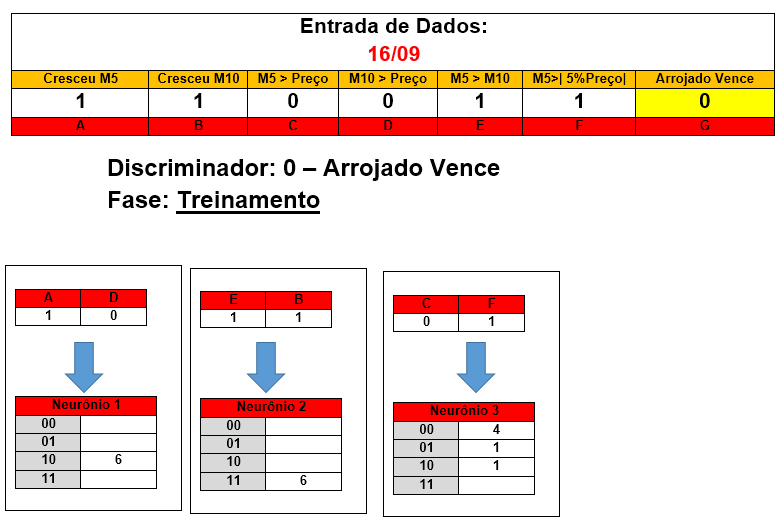 Entrada de Dados:
16/09
Cresceu M5 Cresceu M10 M5 > Preço M10 > Preço M5 > M10 M5>| 5%Preço| Arrojado Vence
1 1 0 0 1 1 0
A B C D E F G
Discriminador: 0 – Arrojado Vence
Fase: Treinamento
A D
1 0
E B
1 1
C F
0 1
Neurônio 1
00
01
10 6
11
Neurônio 2
00
01
10
11 6
Neurônio 3
00 4
01 1
10 1
11